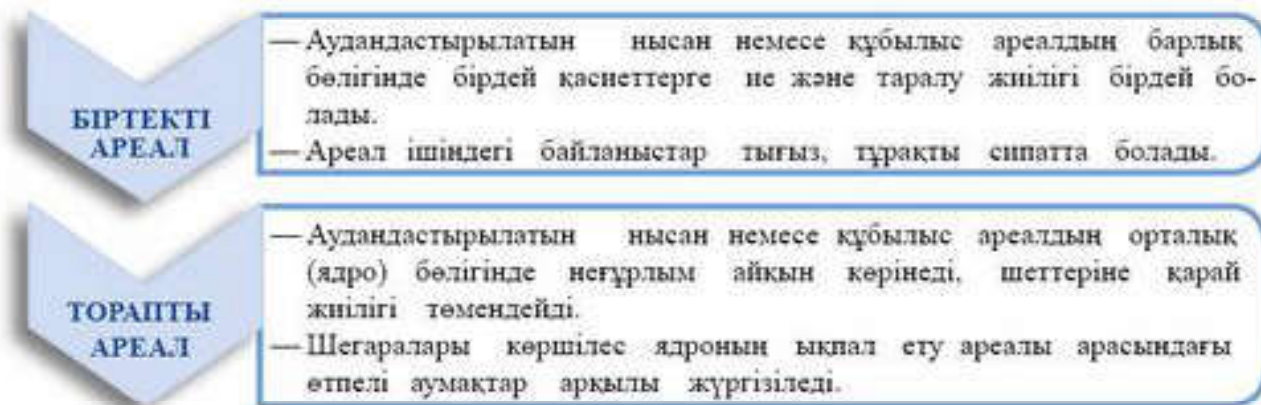 БІРТЕКТІ
АРЕАЛ
— Аудандастырылатын нысан немесе құбылыс ареалдың барлық
бөлігінде бірдей қасиеттерге ие және таралу жиілігі бірдей бо-
лады.
— Ареал ішіндегі байланыстар тығыз, тұрақты сипатта болады.
ТОРАПТЫ
АРЕАЛ
— Аудандастырылатын нысан немесе құбылыс ареалдың орталық
(ядро) бөлігінде неғұрлым айқын көрінеді, шеттеріне қарай
жиілігі төмендейді.
— Шегаралары көршілес ядроның ықпал ету ареалы арасындағы
өтпелі аумақтар арқылы жүргізіледі.